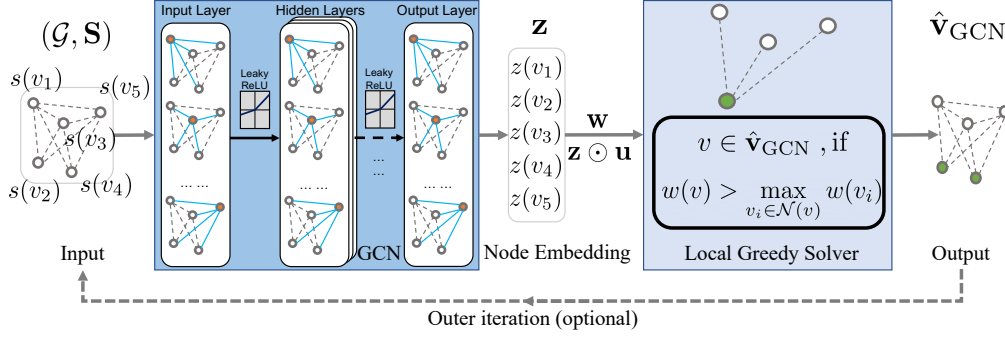 (𝒢, S)
s(v₁)
s(v₅)
s(v₃)
s(v₂)
s(v₄)
Input
Input Layer
Hidden Layers
Output Layer
Leaky
ReLU
Leaky
ReLU
... ...
... ...
... ...
...
...
GCN
z
z(v₁)
z(v₂)
z(v₃)
z(v₄)
z(v₅)
Node Embedding
w
z ⊙ u
v ∈ v̂_GCN , if
w(v) > max_{vᵢ∈𝒩(v)} w(vᵢ)
Local Greedy Solver
v̂_GCN
Output
Outer iteration (optional)